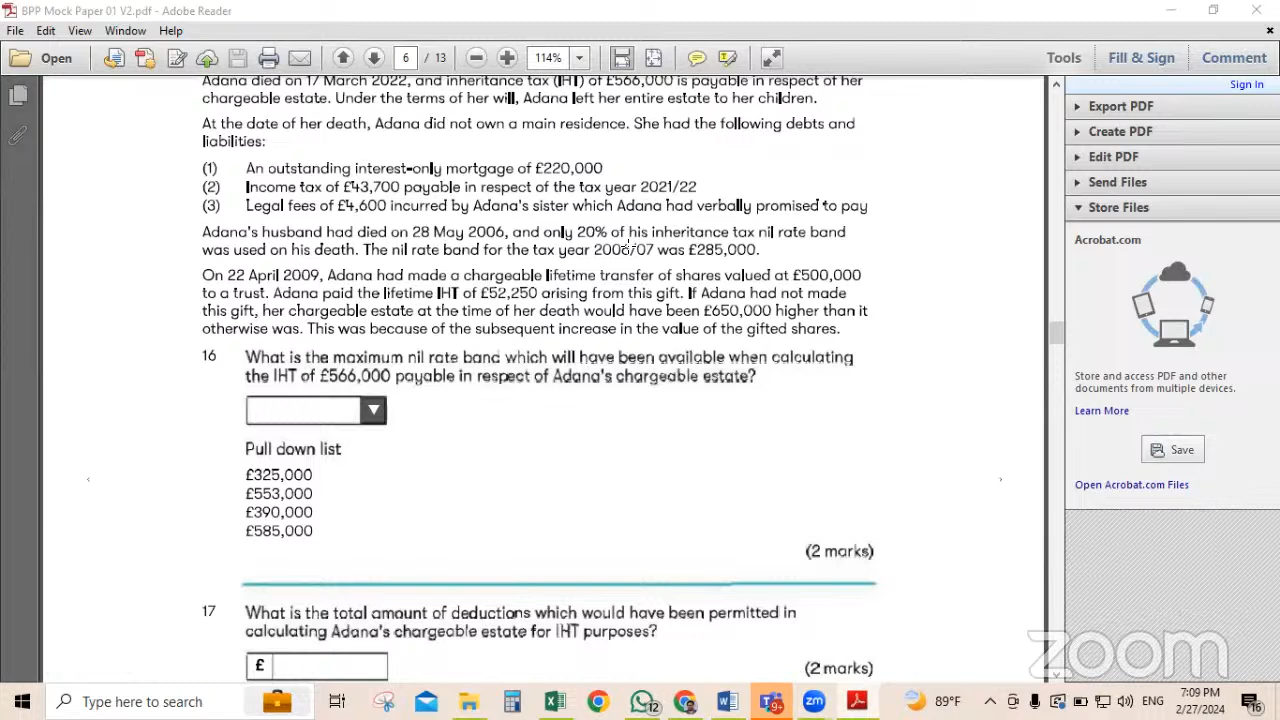 BPP Mock Paper 01 V2.pdf - Adobe Reader
File Edit View Window Help
Open 6 / 13 114% Tools Fill & Sign Comment
Adana died on 17 March 2022, and inheritance tax (IHT) of £566,000 is payable in respect of her
chargeable estate. Under the terms of her will, Adana left her entire estate to her children.
At the date of her death, Adana did not own a main residence. She had the following debts and
liabilities:
(1) An outstanding interest-only mortgage of £220,000
(2) Income tax of £43,700 payable in respect of the tax year 2021/22
(3) Legal fees of £4,600 incurred by Adana's sister which Adana had verbally promised to pay
Adana's husband had died on 28 May 2006, and only 20% of his inheritance tax nil rate band
was used on his death. The nil rate band for the tax year 2006/07 was £285,000.
On 22 April 2009, Adana had made a chargeable lifetime transfer of shares valued at £500,000
to a trust. Adana paid the lifetime IHT of £52,250 arising from this gift. If Adana had not made
this gift, her chargeable estate at the time of her death would have been £650,000 higher than it
otherwise was. This was because of the subsequent increase in the value of the gifted shares.
16 What is the maximum nil rate band which will have been available when calculating
the IHT of £566,000 payable in respect of Adana's chargeable estate?
Pull down list
£325,000
£553,000
£390,000
£585,000
(2 marks)
17 What is the total amount of deductions which would have been permitted in
calculating Adana's chargeable estate for IHT purposes?
£ (2 marks)
Sign In
Export PDF
Create PDF
Edit PDF
Send Files
Store Files
Acrobat.com
Store and access PDF and other
documents from multiple devices.
Learn More
Save
Open Acrobat.com Files
zoom
Type here to search
12
9+
zm
89°F
ENG
7:09 PM
2/27/2024
16